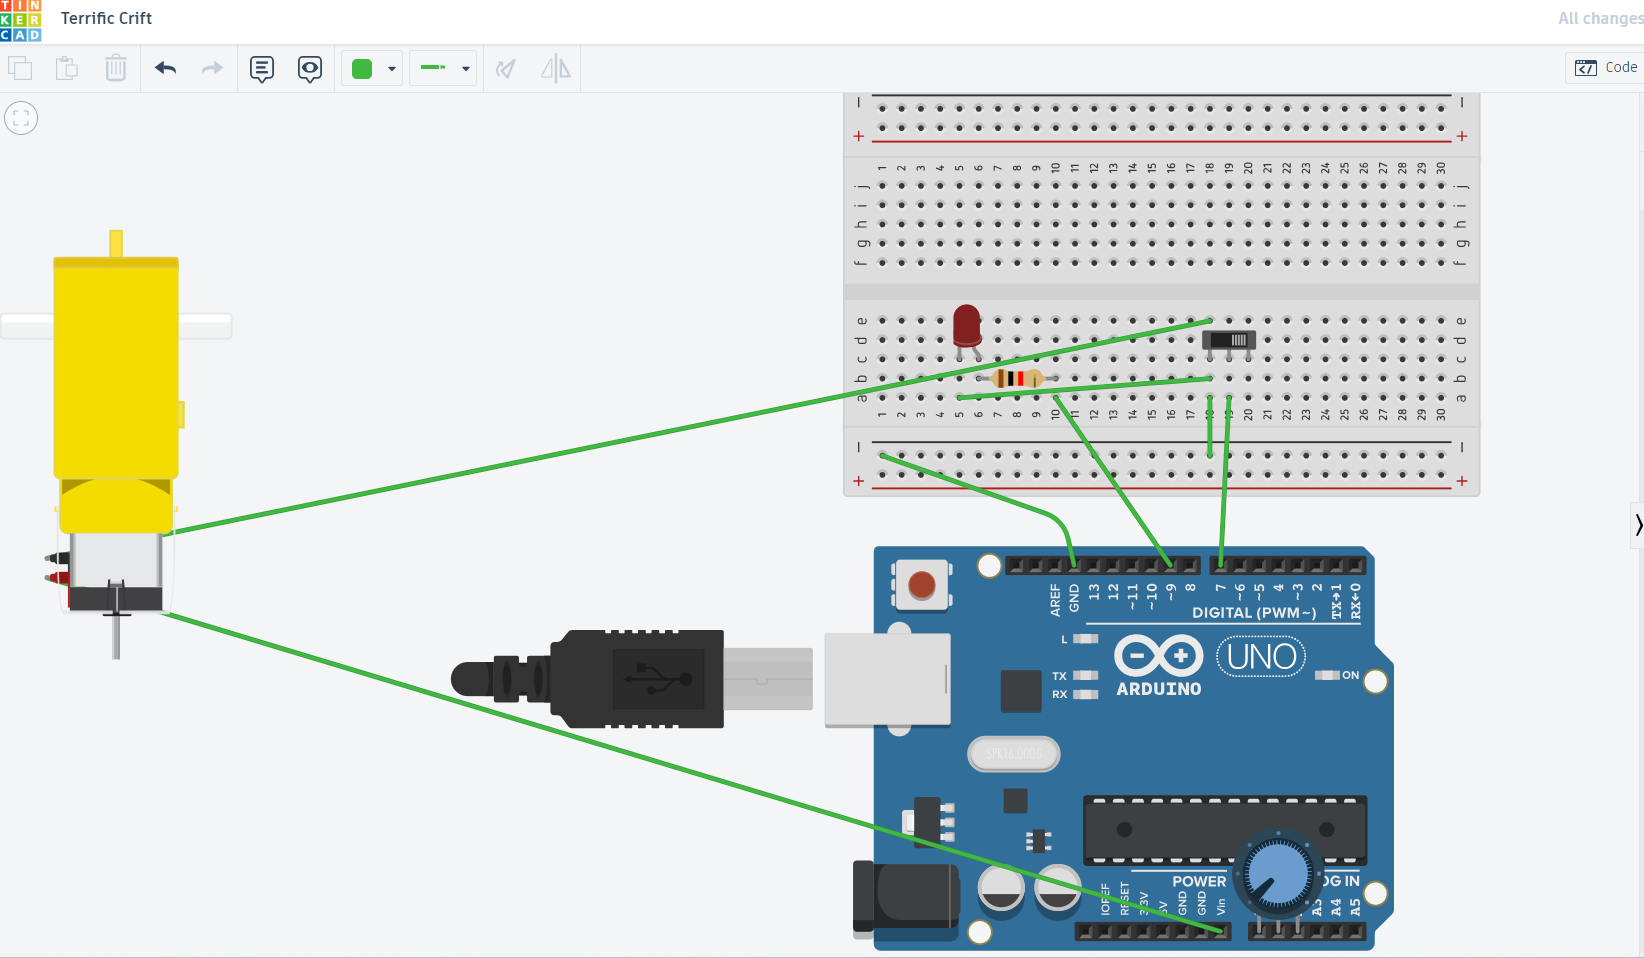 TIN
KER
CAD
Terrific Crift
All changes
Code
1 2 3 4 5 6 7 8 9 10 11 12 13 14 15 16 17 18 19 20 21 22 23 24 25 26 27 28 29 30
j j
i i
h h
g g
f f
e e
d d
c c
b b
a a
1 2 3 4 5 6 7 8 9 10 11 12 13 14 15 16 17 20 21 22 23 24 25 26 27 28 29 30
AREF GND 13 12 ~11 ~10 ~9 8 7 ~6 ~5 4 ~3 2 TX→1 RX←0
DIGITAL (PWM~)
L
TX
RX
ARDUINO
UNO
ON
SPK16.000G
POWER
OG IN
IOREF RESET 3.3V 5V GND GND Vin A3 A4 A5